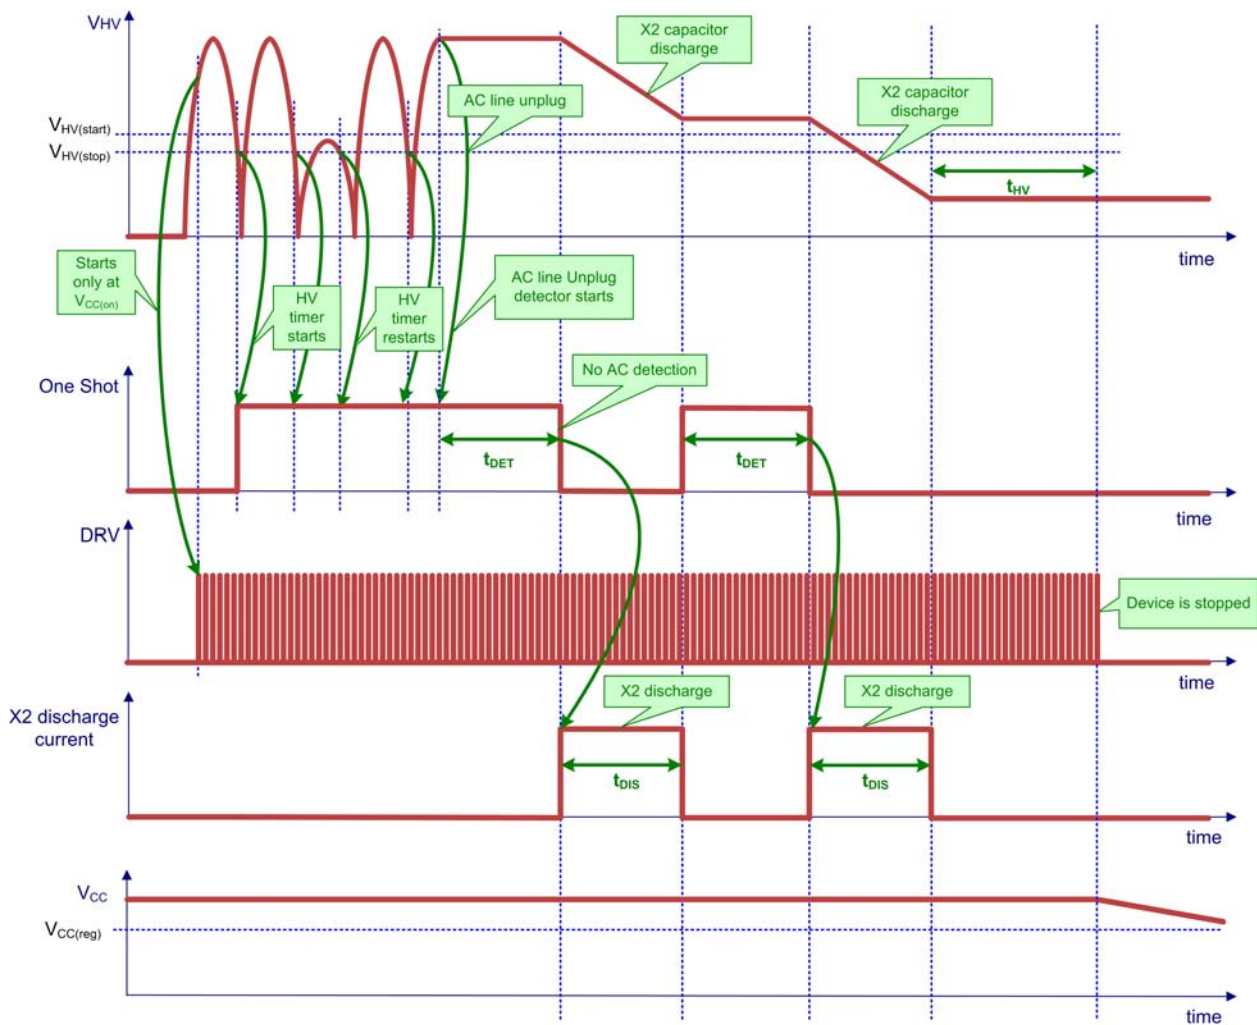 VHV
X2 capacitor
discharge
AC line unplug
X2 capacitor
discharge
VHV(start)
VHV(stop)
tHV
time
Starts
only at
VCC(on)
HV
timer
starts
HV
timer
restarts
AC line Unplug
detector starts
One Shot
No AC detection
tDET
tDET
time
DRV
Device is stopped
time
X2 discharge
current
X2 discharge
X2 discharge
tDIS
tDIS
time
VCC
VCC(reg)
time